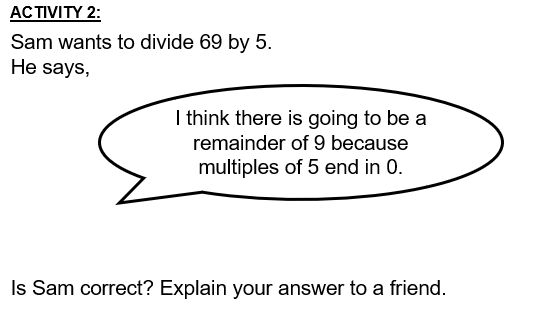 ACTIVITY 2:
Sam wants to divide 69 by 5.
He says,
I think there is going to be a
remainder of 9 because
multiples of 5 end in 0.
Is Sam correct? Explain your answer to a friend.